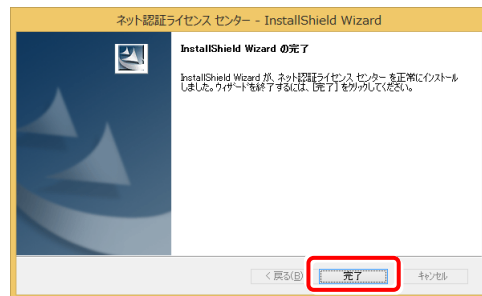 ネット認証ライセンス センター - InstallShield Wizard
InstallShield Wizard の完了
InstallShield Wizard が、ネット認証ライセンス センター を正常にインストール
しました。ウィザードを終了するには、[完了] をクリックしてください。
< 戻る(B)
完了
キャンセル